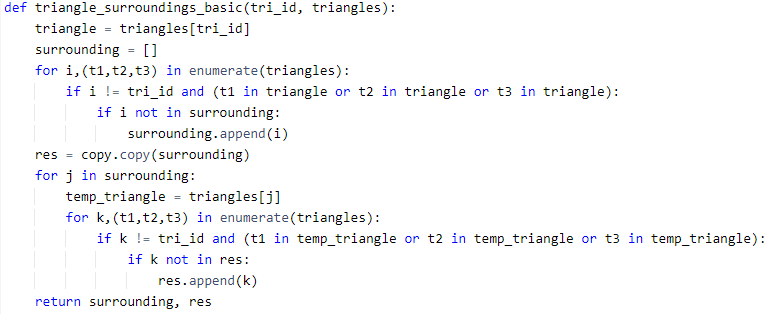 def triangle_surroundings_basic(tri_id, triangles):
    triangle = triangles[tri_id]
    surrounding = []
    for i,(t1,t2,t3) in enumerate(triangles):
        if i != tri_id and (t1 in triangle or t2 in triangle or t3 in triangle):
            if i not in surrounding:
                surrounding.append(i)
    res = copy.copy(surrounding)
    for j in surrounding:
        temp_triangle = triangles[j]
        for k,(t1,t2,t3) in enumerate(triangles):
            if k != tri_id and (t1 in temp_triangle or t2 in temp_triangle or t3 in temp_triangle):
                if k not in res:
                    res.append(k)
    return surrounding, res